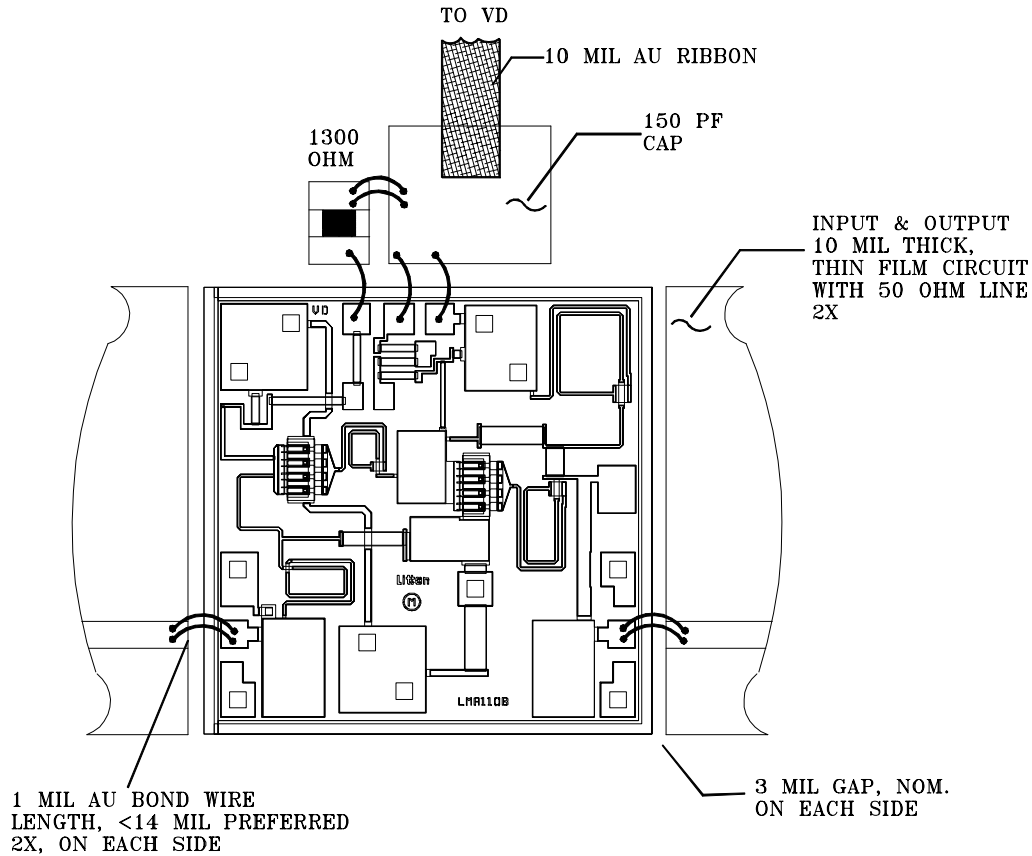 TO VD
10 MIL AU RIBBON
150 PF
CAP
1300
OHM
INPUT & OUTPUT
10 MIL THICK,
THIN FILM CIRCUIT
WITH 50 OHM LINE
2X
VD
Litton
M
LMA110B
1 MIL AU BOND WIRE
LENGTH, <14 MIL PREFERRED
2X, ON EACH SIDE
3 MIL GAP, NOM.
ON EACH SIDE